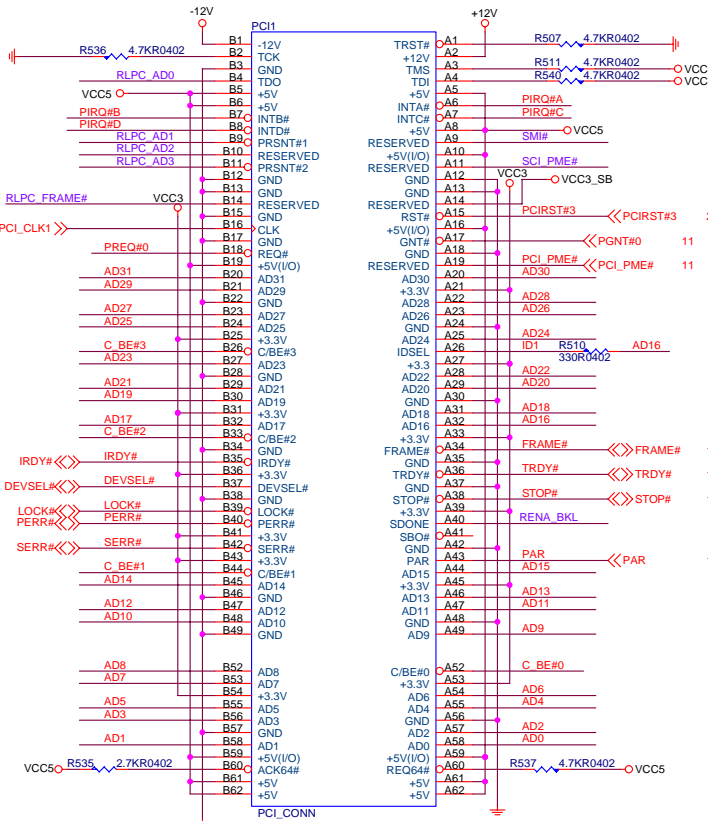 -12V +12V
PCI1
B1 -12V TRST# A1 R507 4.7KR0402
R536 4.7KR0402 B2 TCK +12V A2
B3 GND TMS A3 R511 4.7KR0402 VCC
RLPC_AD0 B4 TDO TDI A4 R540 4.7KR0402 VCC
VCC5 B5 +5V +5V A5
B6 +5V INTA# A6 PIRQ#A
PIRQ#B B7 INTB# INTC# A7 PIRQ#C
PIRQ#D B8 INTD# +5V A8 VCC5
RLPC_AD1 B9 PRSNT#1 RESERVED A9 SMI#
RLPC_AD2 B10 RESERVED +5V(I/O) A10
RLPC_AD3 B11 PRSNT#2 RESERVED A11 SCI_PME#
B12 GND GND A12 VCC3 VCC3_SB
B13 GND GND A13
RLPC_FRAME# VCC3 B14 RESERVED RESERVED A14
B15 GND RST# A15 PCIRST#3 PCIRST#3
PCI_CLK1 B16 CLK +5V(I/O) A16
B17 GND GNT# A17 PGNT#0 11
PREQ#0 B18 REQ# GND A18
B19 +5V(I/O) RESERVED A19 PCI_PME# PCI_PME# 11
AD31 B20 AD31 AD30 A20 AD30
AD29 B21 AD29 +3.3V A21
B22 GND AD28 A22 AD28
AD27 B23 AD27 AD26 A23 AD26
AD25 B24 AD25 GND A24
B25 +3.3V AD24 A25 AD24
C_BE#3 B26 C/BE#3 IDSEL A26 ID1 R510 330R0402 AD16
AD23 B27 AD23 +3.3 A27
B28 GND AD22 A28 AD22
AD21 B29 AD21 AD20 A29 AD20
AD19 B30 AD19 GND A30
B31 +3.3V AD18 A31 AD18
AD17 B32 AD17 AD16 A32 AD16
C_BE#2 B33 C/BE#2 +3.3V A33
B34 GND FRAME# A34 FRAME# FRAME#
IRDY# IRDY# B35 IRDY# GND A35
B36 +3.3V TRDY# A36 TRDY# TRDY#
DEVSEL# DEVSEL# B37 DEVSEL# GND A37
B38 GND STOP# A38 STOP# STOP#
LOCK# LOCK# B39 LOCK# +3.3V A39
PERR# PERR# B40 PERR# SDONE A40 RENA_BKL
B41 +3.3V SBO# A41
SERR# SERR# B42 SERR# GND A42
B43 +3.3V PAR A43 PAR PAR
C_BE#1 B44 C/BE#1 AD15 A44 AD15
AD14 B45 AD14 +3.3V A45
B46 GND AD13 A46 AD13
AD12 B47 AD12 AD11 A47 AD11
AD10 B48 AD10 GND A48
B49 GND AD9 A49 AD9
AD8 B52 AD8 C/BE#0 A52 C_BE#0
AD7 B53 AD7 +3.3V A53
B54 +3.3V AD6 A54 AD6
AD5 B55 AD5 AD4 A55 AD4
AD3 B56 AD3 GND A56
B57 GND AD2 A57 AD2
AD1 B58 AD1 AD0 A58 AD0
B59 +5V(I/O) +5V(I/O) A59
VCC5 R535 2.7KR0402 B60 ACK64# REQ64# A60 R537 4.7KR0402 VCC5
B61 +5V +5V A61
B62 +5V +5V A62
PCI_CONN